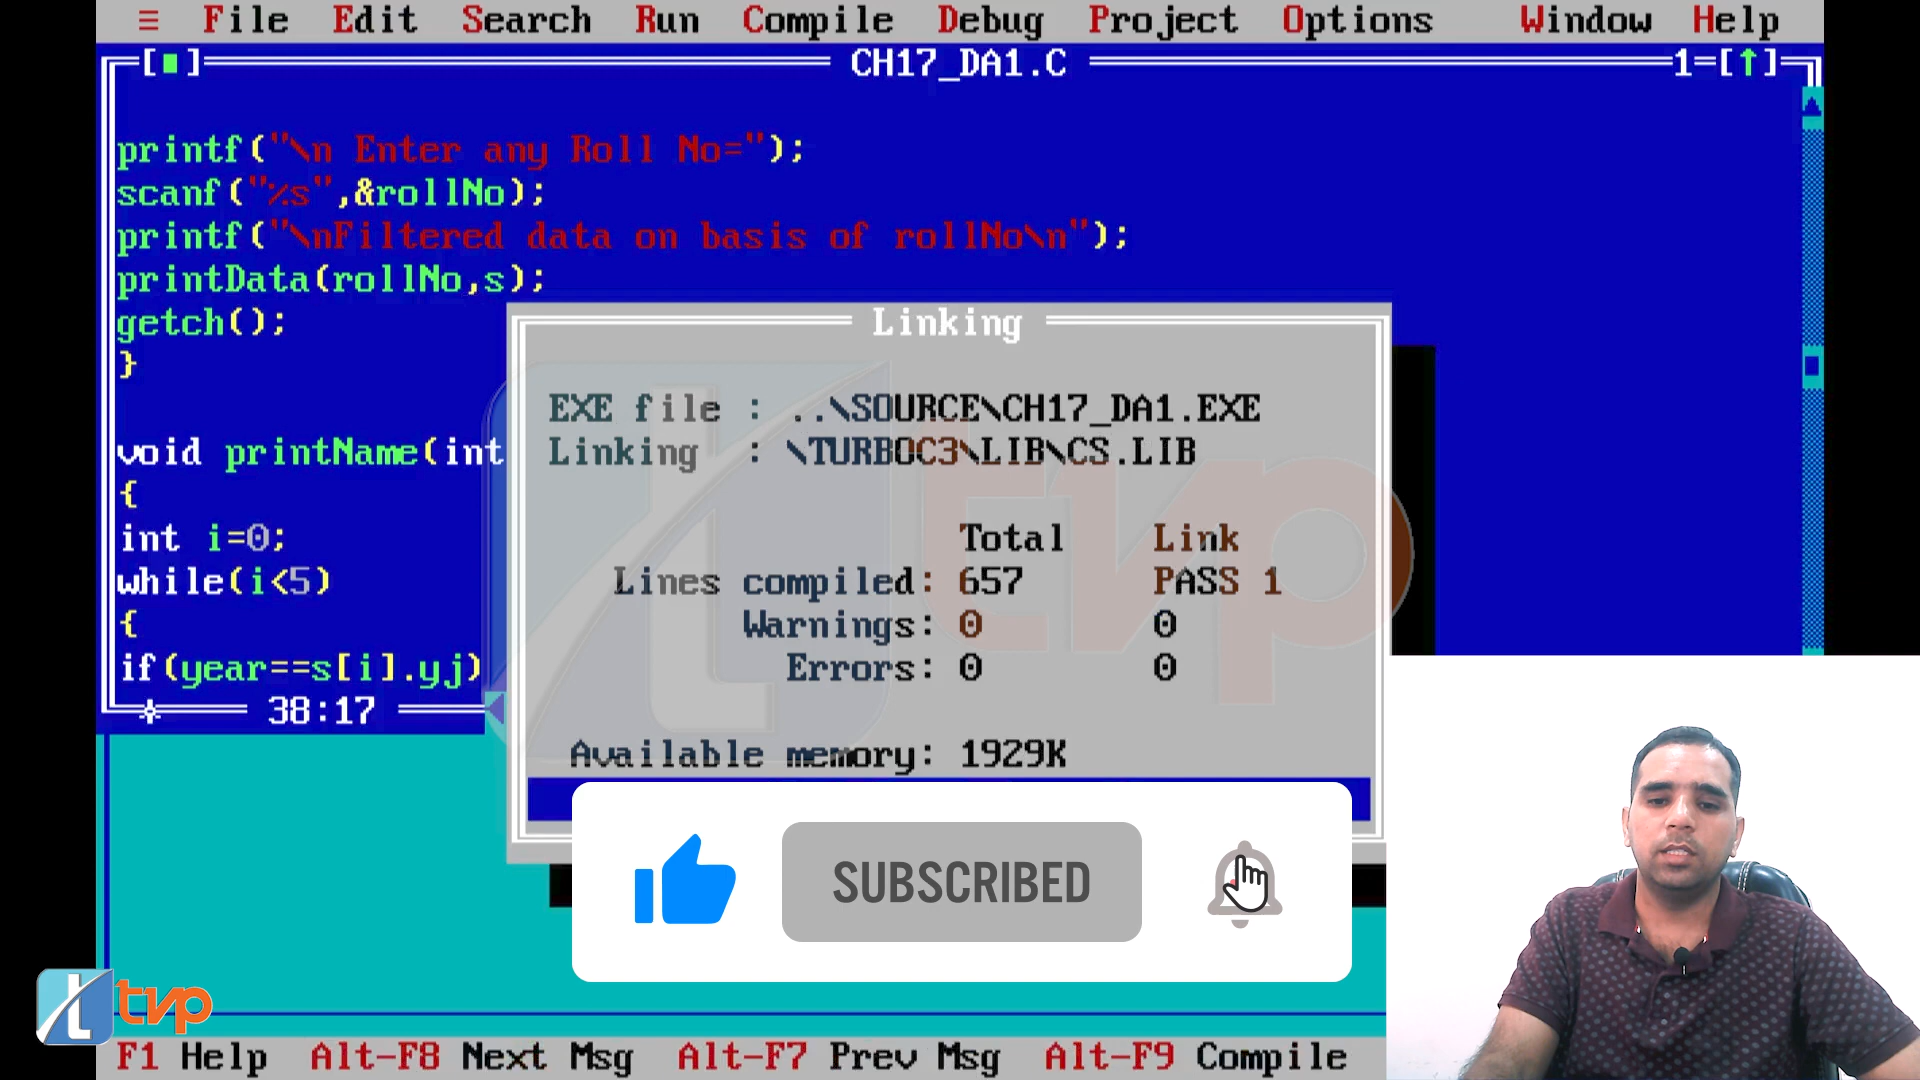 ≡ File Edit Search Run Compile Debug Project Options Window Help
[■] CH17_DA1.C 1=[↑]
printf("\n Enter any Roll No=");
scanf("%s",&rollNo);
printf("\nFiltered data on basis of rollNo\n");
printData(rollNo,s);
getch();
}
void printName(int
{
int i=0;
while(i<5)
{
if(year==s[i].yj)
38:17
Linking
EXE file : ..\SOURCE\CH17_DA1.EXE
Linking : \TURBOC3\LIB\CS.LIB
Total Link
Lines compiled: 657 PASS 1
Warnings: 0 0
Errors: 0 0
Available memory: 1929K
tvp
SUBSCRIBED
t tvp
F1 Help Alt-F8 Next Msg Alt-F7 Prev Msg Alt-F9 Compile